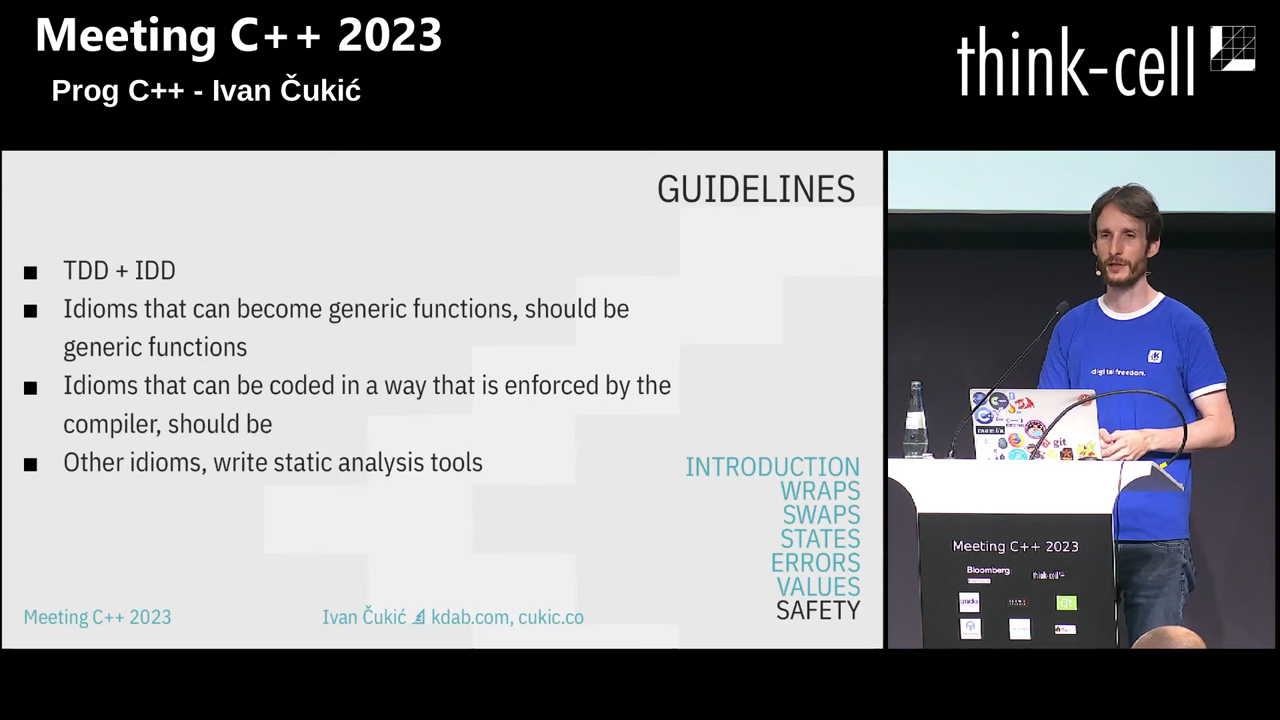 Meeting C++ 2023
Prog C++ - Ivan Čukić
think-cell
GUIDELINES
■ TDD + IDD
■ Idioms that can become generic functions, should be
generic functions
■ Idioms that can be coded in a way that is enforced by the
compiler, should be
■ Other idioms, write static analysis tools
INTRODUCTION
WRAPS
SWAPS
STATES
ERRORS
VALUES
SAFETY
Meeting C++ 2023
Ivan Čukić
kdab.com, cukic.co
digital freedom.
git
Meeting C++ 2023
Bloomberg
think-cell
undo
Qt